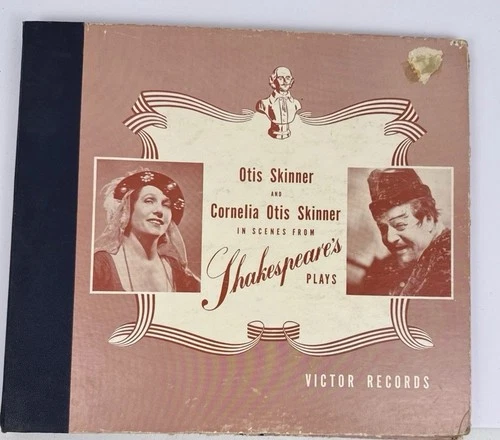 Otis Skinner
AND
Cornelia Otis Skinner
IN SCENES FROM
Shakespeare's
PLAYS
VICTOR RECORDS